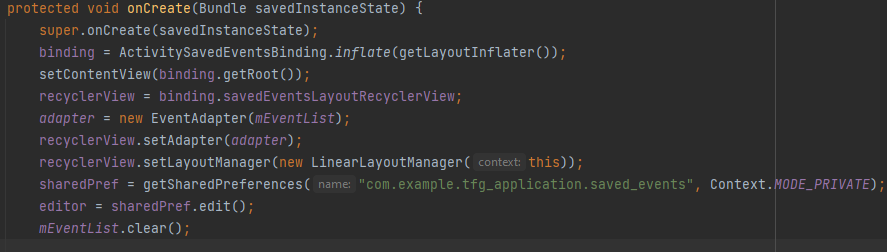 protected void onCreate(Bundle savedInstanceState) {
super.onCreate(savedInstanceState);
binding = ActivitySavedEventsBinding.inflate(getLayoutInflater());
setContentView(binding.getRoot());
recyclerView = binding.savedEventsLayoutRecyclerView;
adapter = new EventAdapter(mEventList);
recyclerView.setAdapter(adapter);
recyclerView.setLayoutManager(new LinearLayoutManager( context: this));
sharedPref = getSharedPreferences( name: "com.example.tfg_application.saved_events", Context.MODE_PRIVATE);
editor = sharedPref.edit();
mEventList.clear();